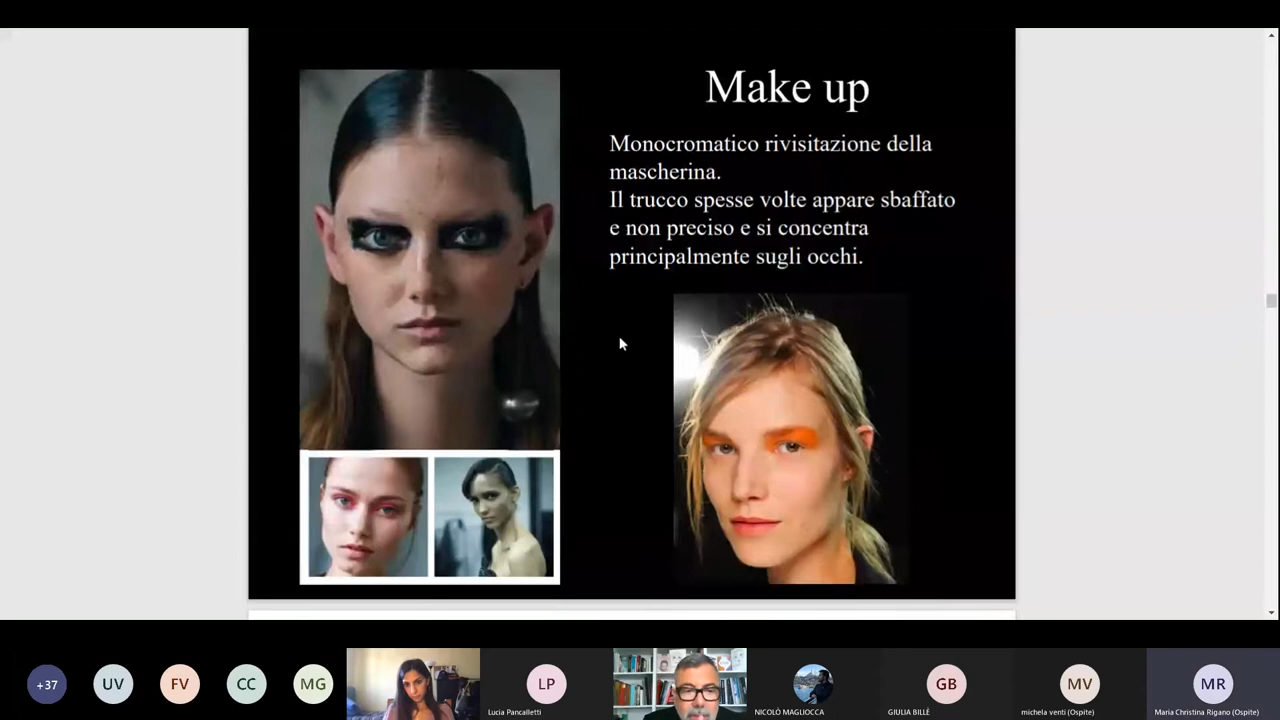 Make up
Monocromatico rivisitazione della
mascherina.
Il trucco spesse volte appare sbaffato
e non preciso e si concentra
principalmente sugli occhi.
+37
UV
FV
CC
MG
LP
Lucia Pancalletti
NICOLÒ MAGLIOCCA
GB
GIULIA BILLÉ
MV
michela venti (Ospite)
MR
Maria Christina Rigano (Ospite)